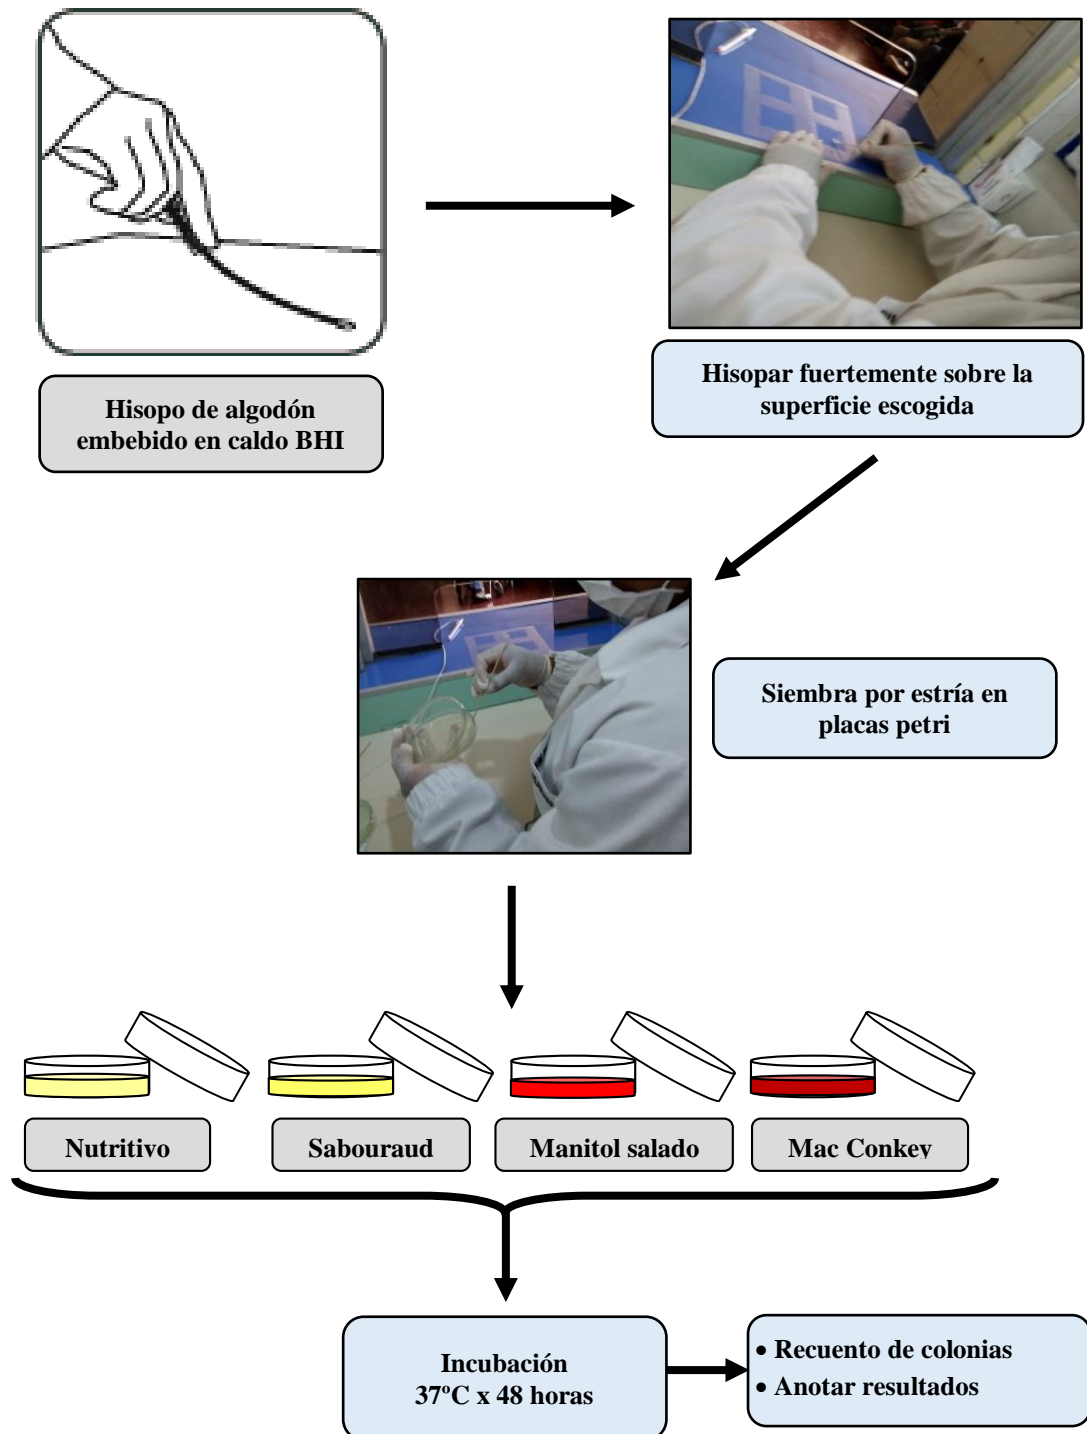 Hisopo de algodón
embebido en caldo BHI
Hisopar fuertemente sobre la
superficie escogida
Siembra por estría en
placas petri
Nutritivo
Sabouraud
Manitol salado
Mac Conkey
Incubación
37ºC x 48 horas
• Recuento de colonias
• Anotar resultados